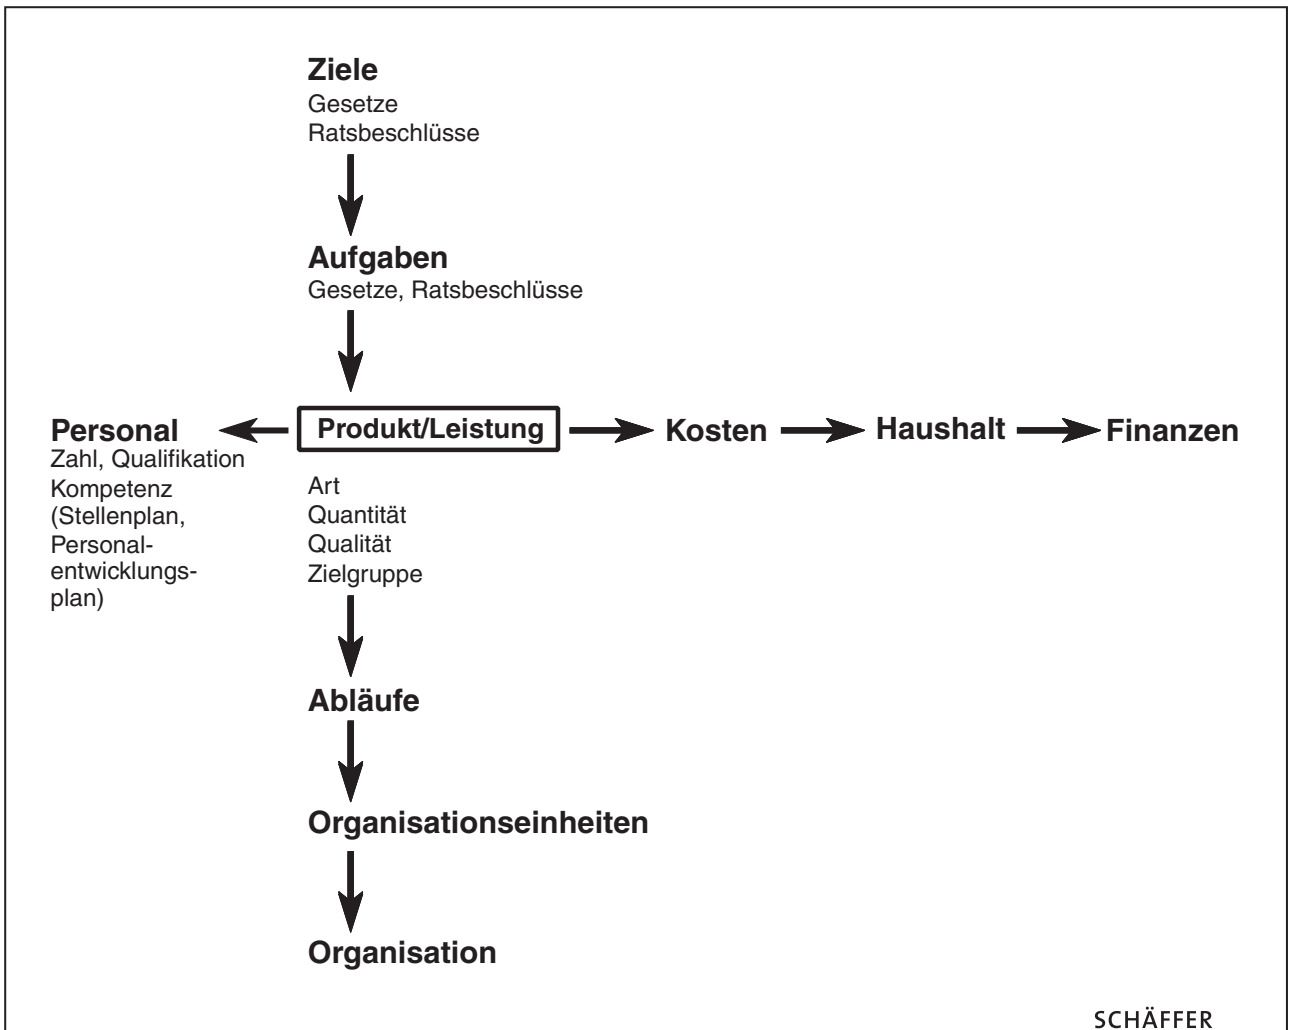 Ziele
Gesetze
Ratsbeschlüsse
Aufgaben
Gesetze, Ratsbeschlüsse
Personal
Zahl, Qualifikation
Kompetenz
(Stellenplan,
Personal-
entwicklungs-
plan)
Produkt/Leistung
Art
Quantität
Qualität
Zielgruppe
Kosten
Haushalt
Finanzen
Abläufe
Organisationseinheiten
Organisation
SCHÄFFER